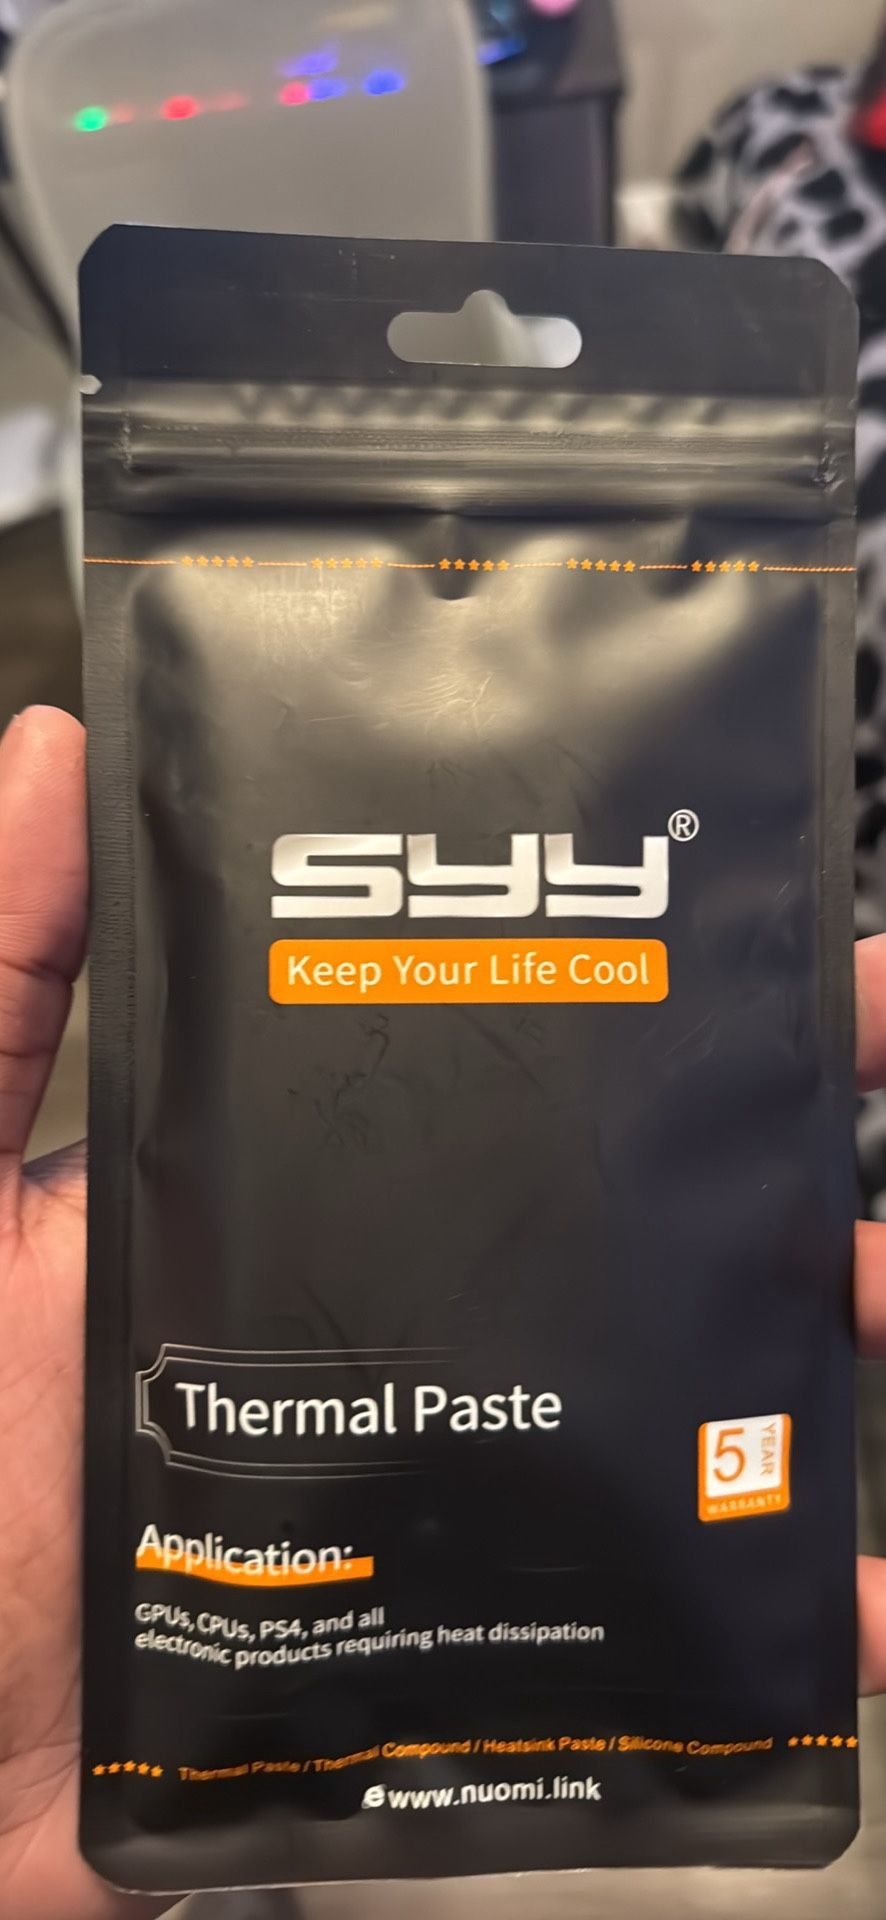 SYY®
Keep Your Life Cool
Thermal Paste
5 YEAR
WARRANTY
Application:
GPUs, CPUs, PS4, and all
electronic products requiring heat dissipation
Thermal Paste / Thermal Compound / Heatsink Paste / Silicone Compound
www.nuomi.link